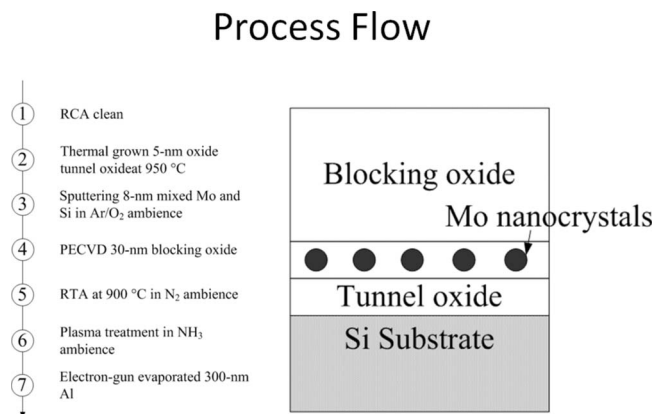 Process Flow
1 RCA clean
2 Thermal grown 5-nm oxide
tunnel oxideat 950 °C
3 Sputtering 8-nm mixed Mo and
Si in Ar/O₂ ambience
4 PECVD 30-nm blocking oxide
5 RTA at 900 °C in N₂ ambience
6 Plasma treatment in NH₃
ambience
7 Electron-gun evaporated 300-nm
Al
Blocking oxide
Mo nanocrystals
Tunnel oxide
Si Substrate